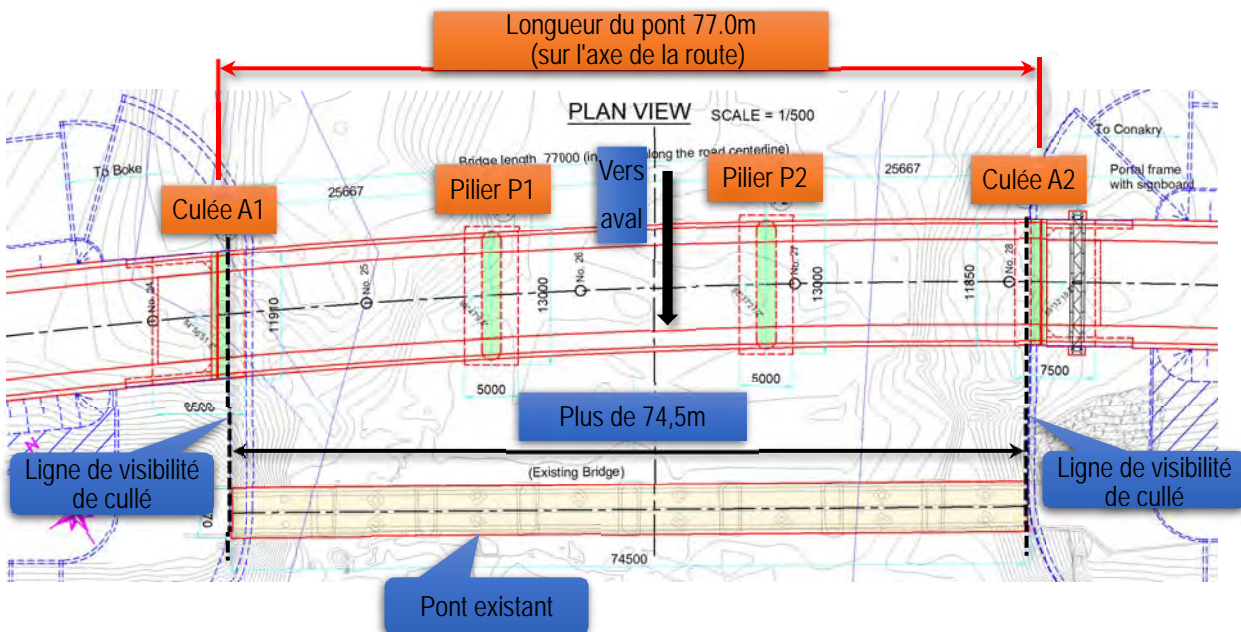 Longueur du pont 77.0m
(sur l'axe de la route)
PLAN VIEW SCALE = 1/500
To Conakry
To Boke
Bridge length 77000 (in
along the road centerline)
Portal frame
with signboard
25667
25667
Culée A1
Pilier P1
Vers
aval
Pilier P2
Culée A2
No. 24
No. 25
No. 26
No. 27
No. 28
11910
13000
13000
11850
5000
5000
7500
Plus de 74,5m
Ligne de visibilité
de cullé
(Existing Bridge)
Ligne de visibilité
de cullé
74500
Pont existant